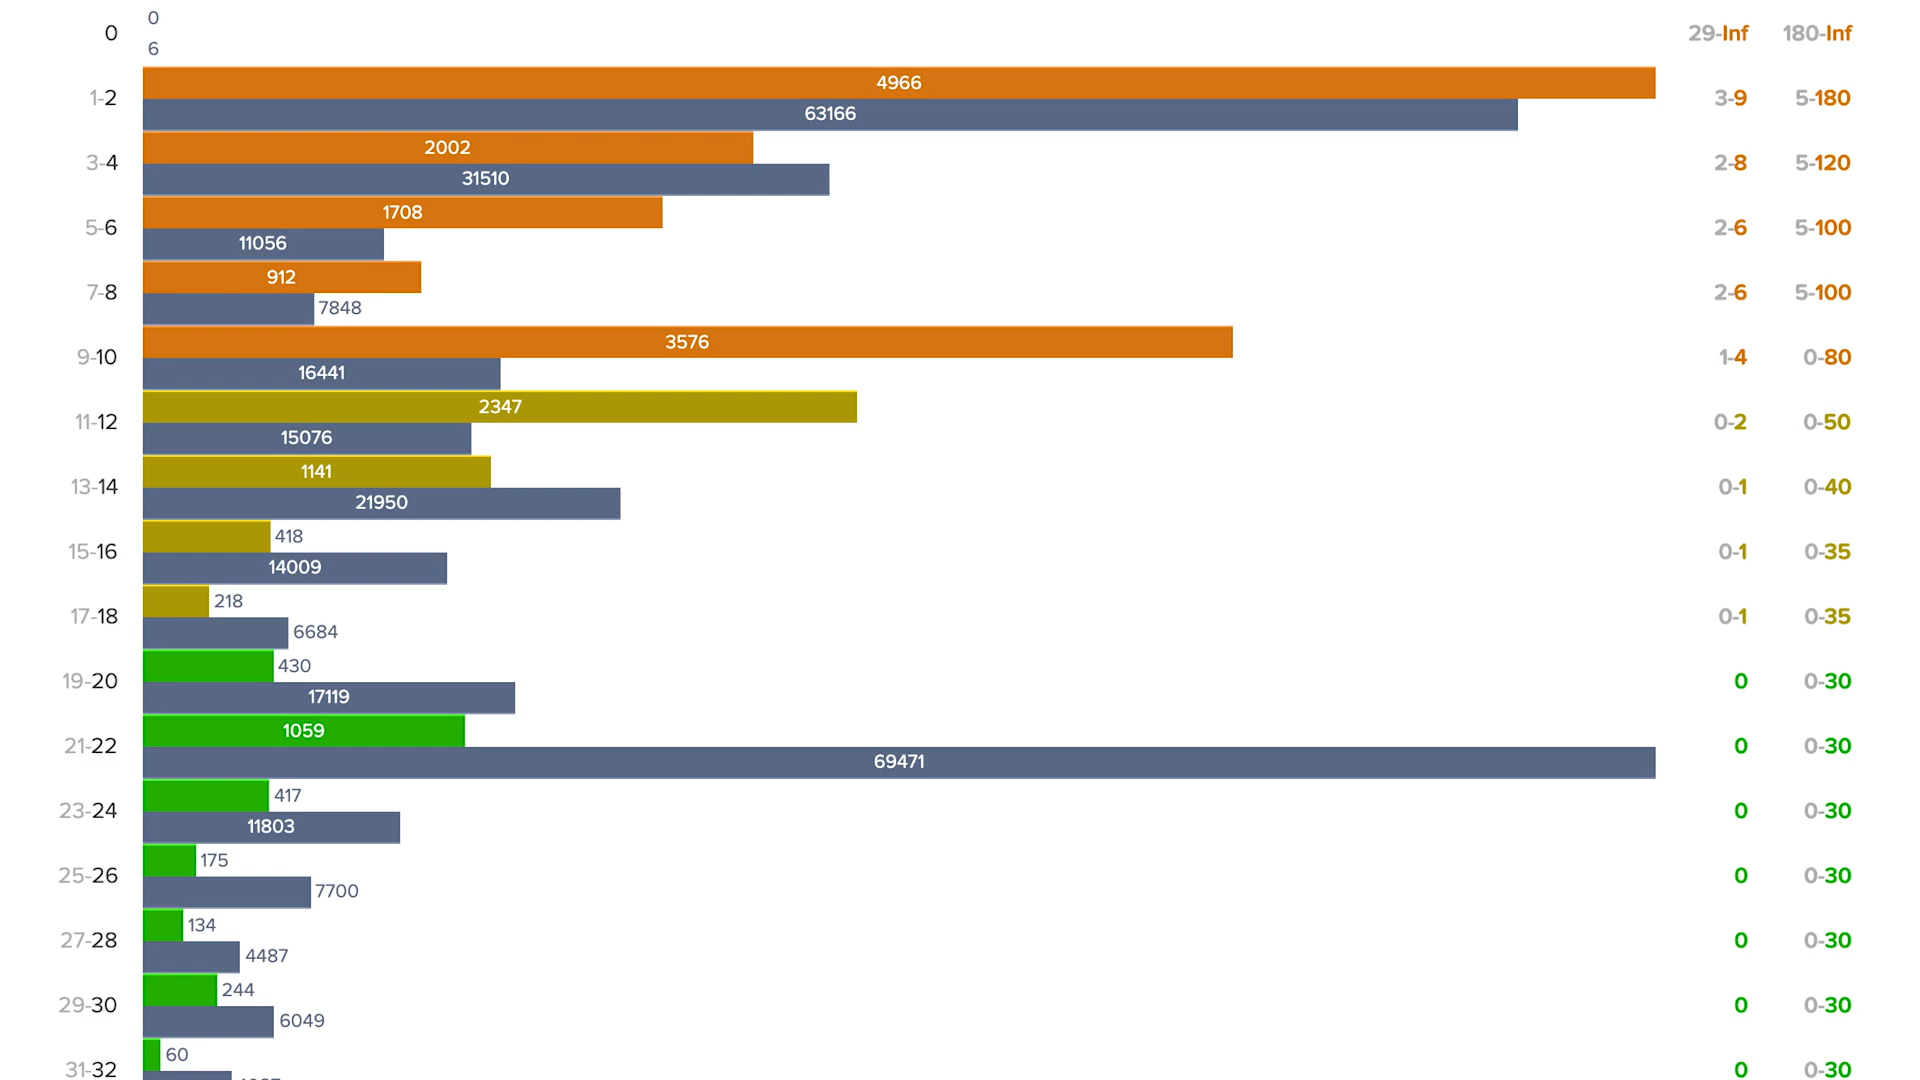 0
0 29-Inf 180-Inf
6
4966
1-2 3-9 5-180
63166
2002
3-4 2-8 5-120
31510
1708
5-6 2-6 5-100
11056
912
7-8 2-6 5-100
7848
3576
9-10 1-4 0-80
16441
2347
11-12 0-2 0-50
15076
1141
13-14 0-1 0-40
21950
418
15-16 0-1 0-35
14009
218
17-18 0-1 0-35
6684
430
19-20 0 0-30
17119
1059
21-22 0 0-30
69471
417
23-24 0 0-30
11803
175
25-26 0 0-30
7700
134
27-28 0 0-30
4487
244
29-30 0 0-30
6049
60
31-32 0 0-30